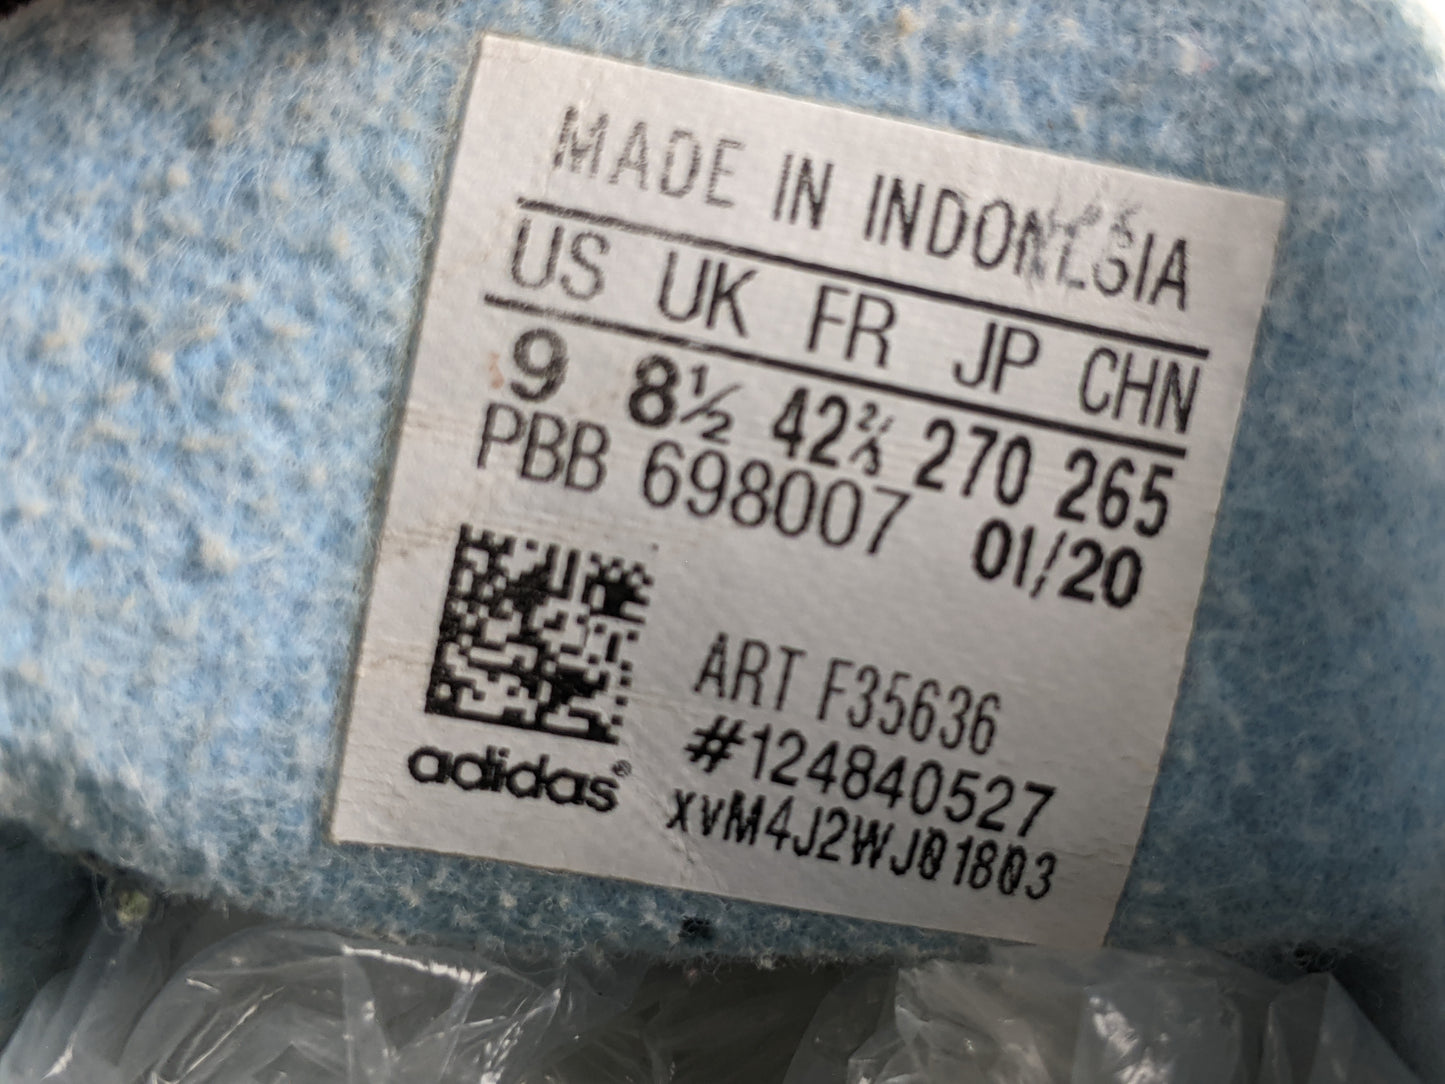 MADE IN INDONESIA
US UK FR JP CHN
9 8½ 42⅔ 270 265
PBB 698007 01/20
ART F35636
#124840527
xvM4J2WJ01803
adidas®